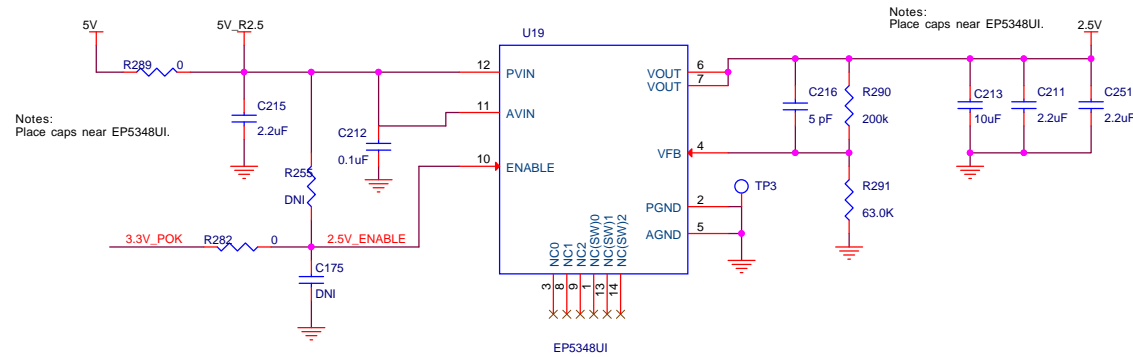 Notes:
Place caps near EP5348UI.
5V
5V_R2.5
U19
2.5V
R289
0
12
PVIN
VOUT
6
VOUT
7
C215
2.2uF
11
AVIN
C216
5 pF
R290
200k
C213
10uF
C211
2.2uF
C251
2.2uF
Notes:
Place caps near EP5348UI.
C212
0.1uF
10
ENABLE
VFB
4
R255
DNI
TP3
R291
63.0K
PGND
2
AGND
5
3.3V_POK
R282
0
2.5V_ENABLE
C175
DNI
NC0
NC1
NC2
NC(SW)0
NC(SW)1
NC(SW)2
3
8
9
1
13
14
EP5348UI